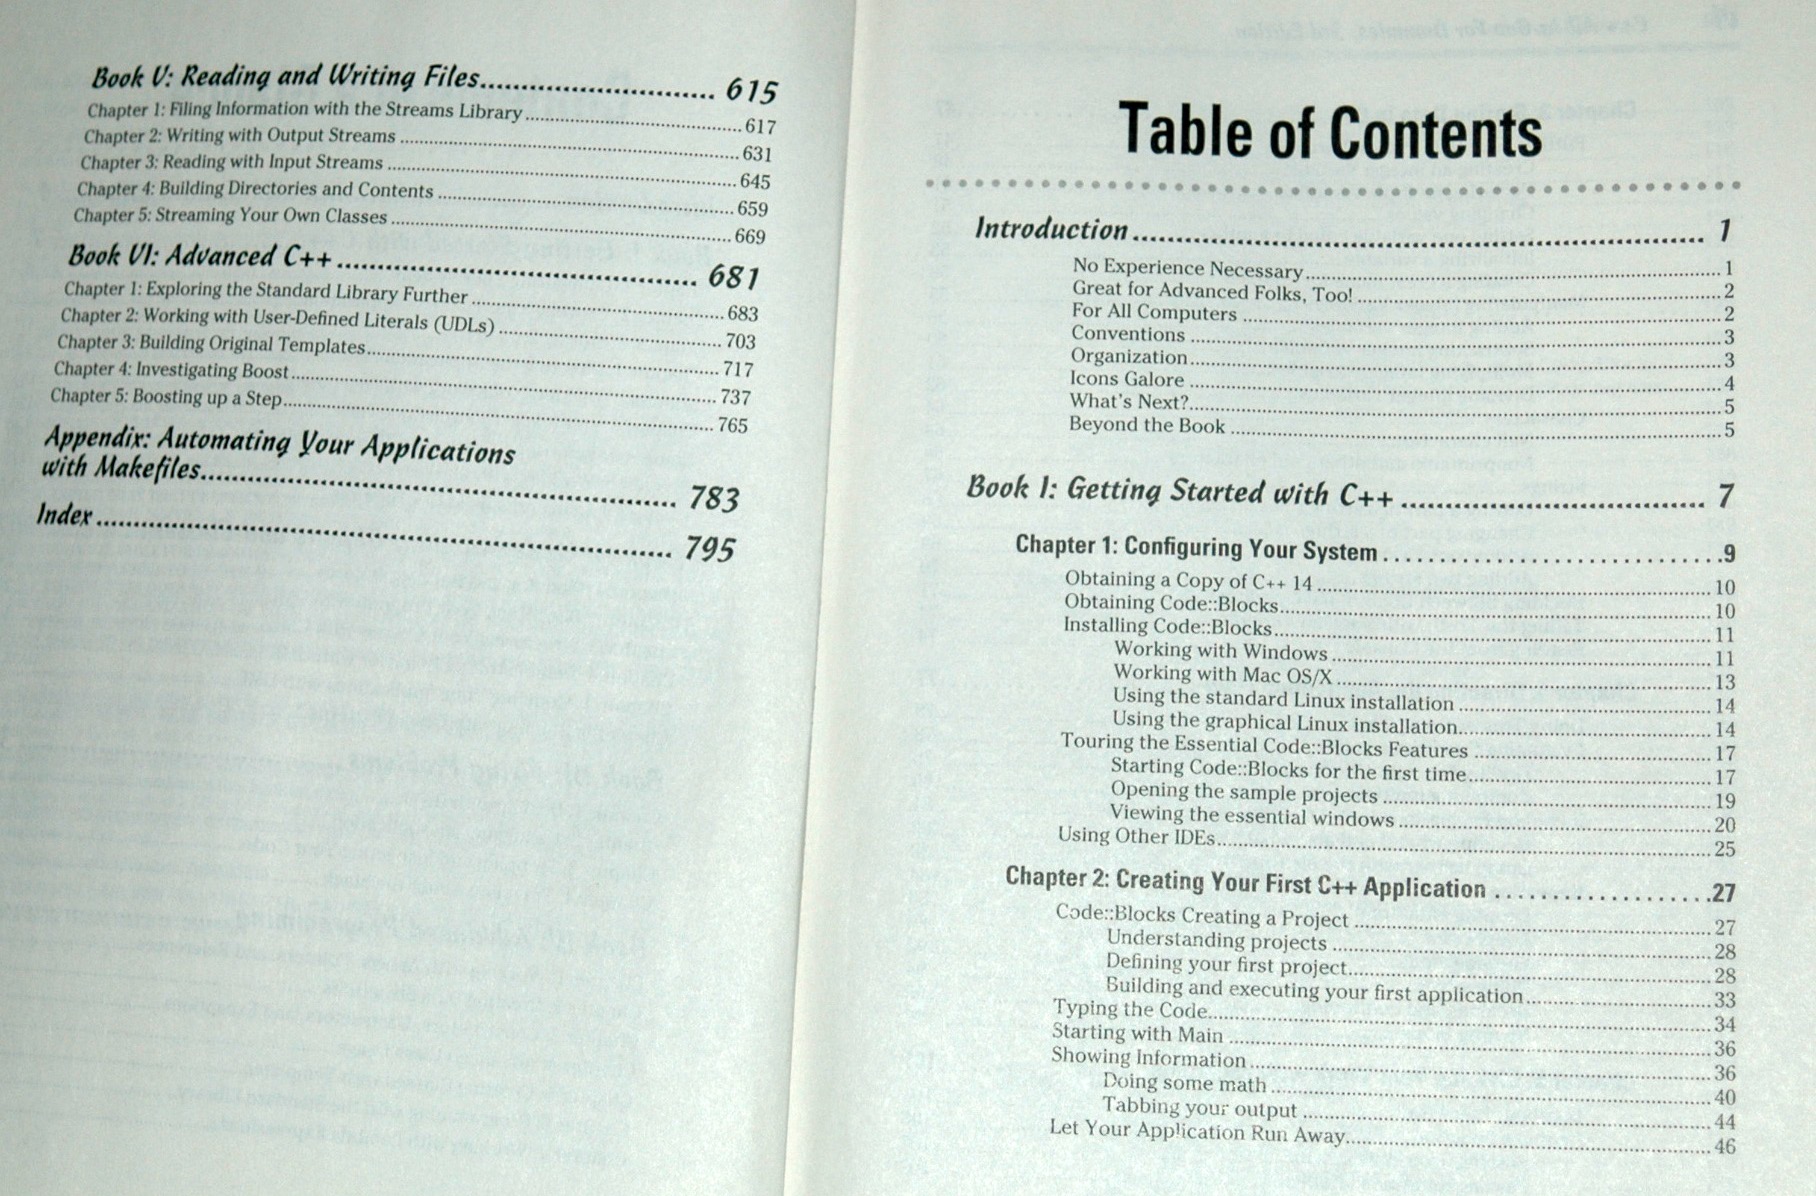 Book V: Reading and Writing Files 615
Chapter 1: Filing Information with the Streams Library 617
Chapter 2: Writing with Output Streams 631
Chapter 3: Reading with Input Streams 645
Chapter 4: Building Directories and Contents 659
Chapter 5: Streaming Your Own Classes 669
Book VI: Advanced C++ 681
Chapter 1: Exploring the Standard Library Further 683
Chapter 2: Working with User-Defined Literals (UDLs) 703
Chapter 3: Building Original Templates 717
Chapter 4: Investigating Boost 737
Chapter 5: Boosting up a Step 765
Appendix: Automating Your Applications
with Makefiles 783
Index 795
Table of Contents
Introduction 1
No Experience Necessary 1
Great for Advanced Folks, Too! 2
For All Computers 2
Conventions 3
Organization 3
Icons Galore 4
What's Next? 5
Beyond the Book 5
Book I: Getting Started with C++ 7
Chapter 1: Configuring Your System 9
Obtaining a Copy of C++ 14 10
Obtaining Code::Blocks 10
Installing Code::Blocks 11
Working with Windows 11
Working with Mac OS/X 13
Using the standard Linux installation 14
Using the graphical Linux installation 14
Touring the Essential Code::Blocks Features 17
Starting Code::Blocks for the first time 17
Opening the sample projects 19
Viewing the essential windows 20
Using Other IDEs 25
Chapter 2: Creating Your First C++ Application 27
Code::Blocks Creating a Project 27
Understanding projects 28
Defining your first project 28
Building and executing your first application 33
Typing the Code 34
Starting with Main 36
Showing Information 36
Doing some math 40
Tabbing your output 44
Let Your Application Run Away 46